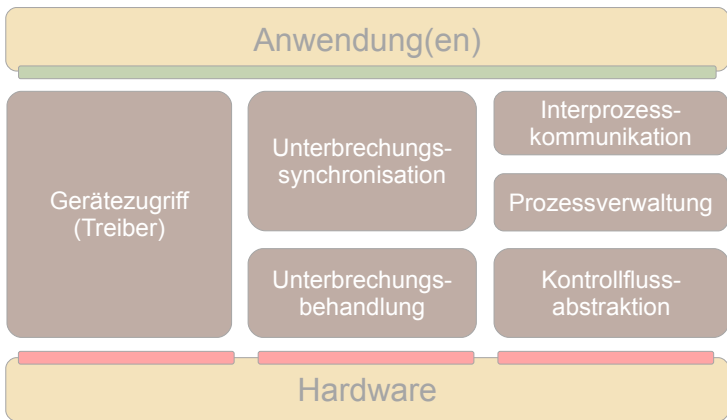 Anwendung(en)
Gerätezugriff
(Treiber)
Unterbrechungs-
synchronisation
Unterbrechungs-
behandlung
Interprozess-
kommunikation
Prozessverwaltung
Kontrollfluss-
abstraktion
Hardware